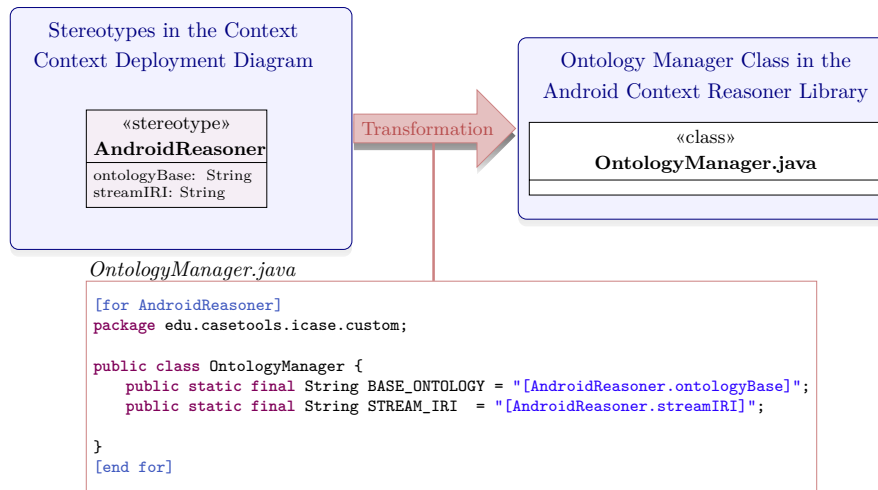 Stereotypes in the Context
Context Deployment Diagram
«stereotype»
AndroidReasoner
ontologyBase: String
streamIRI: String
Transformation
Ontology Manager Class in the
Android Context Reasoner Library
«class»
OntologyManager.java
OntologyManager.java
[for AndroidReasoner]
package edu.casetools.icase.custom;
public class OntologyManager {
public static final String BASE_ONTOLOGY = "[AndroidReasoner.ontologyBase]";
public static final String STREAM_IRI = "[AndroidReasoner.streamIRI]";
}
[end for]